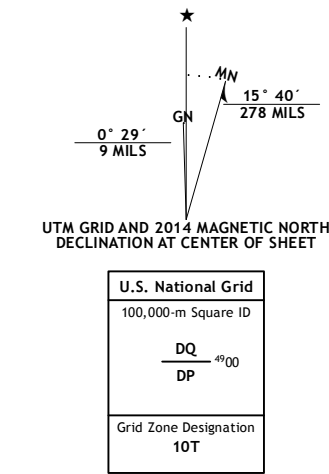 ★
MN
15° 40´
278 MILS
GN
0° 29´
9 MILS
UTM GRID AND 2014 MAGNETIC NORTH
DECLINATION AT CENTER OF SHEET
U.S. National Grid
100,000-m Square ID
DQ
4900
DP
Grid Zone Designation
10T